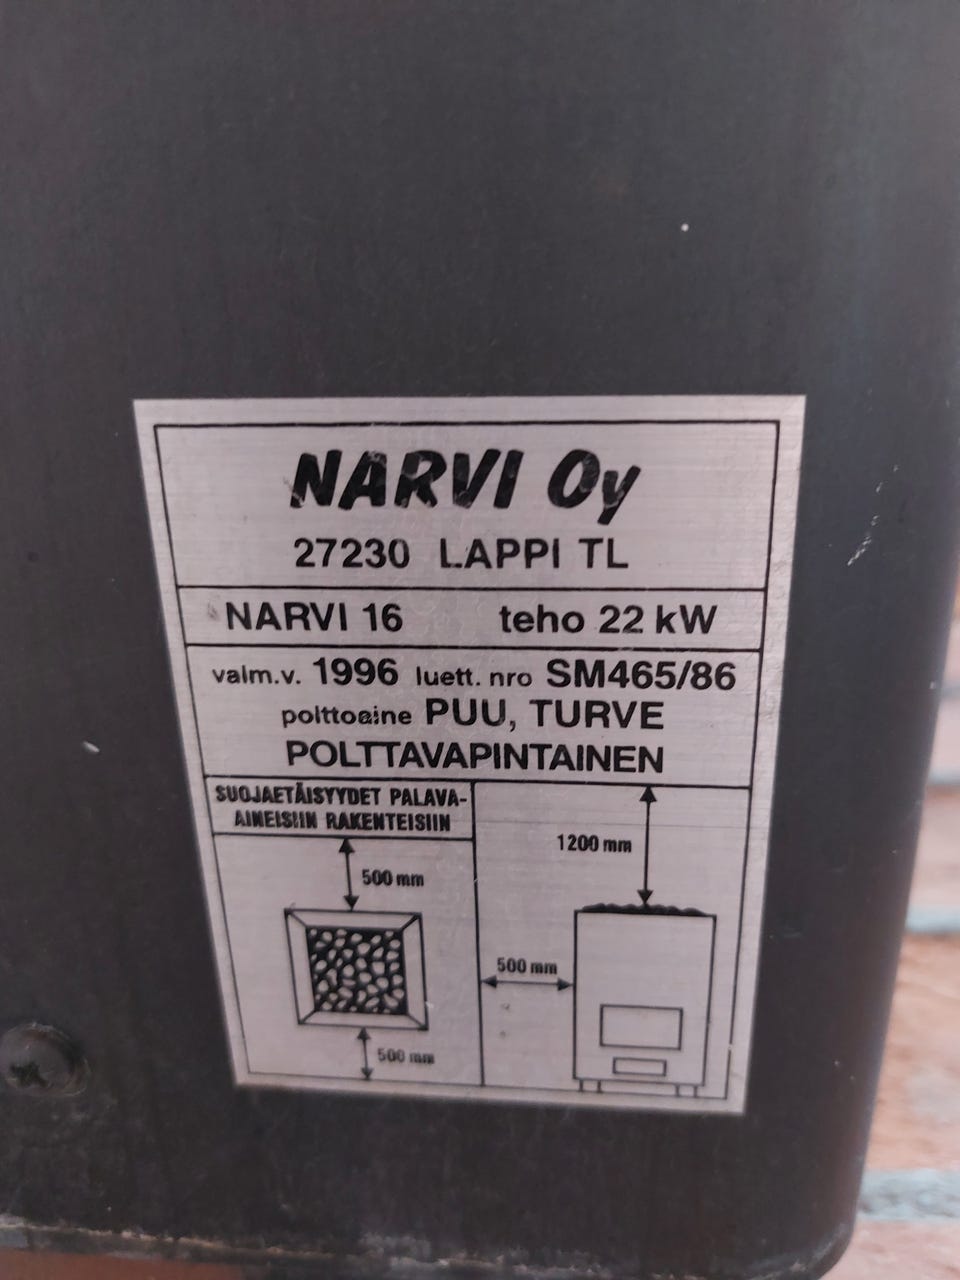 NARVI Oy
27230 LAPPI TL
NARVI 16 teho 22 kW
valm.v. 1996 luett. nro SM465/86
polttoaine PUU, TURVE
POLTTAVAPINTAINEN
SUOJAETÄISYYDET PALAVA-
AINEISIIN RAKENTEISIIN
1200 mm
500 mm
500 mm
500 mm